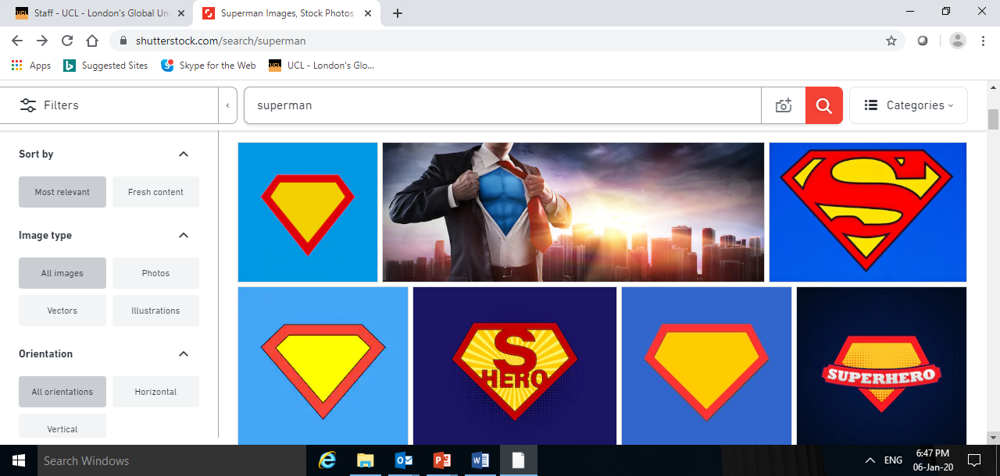 Staff - UCL - London's Global Uni
Superman Images, Stock Photos
shutterstock.com/search/superman
Apps
Suggested Sites
Skype for the Web
UCL - London's Glo...
Filters
superman
Categories
Sort by
Most relevant
Fresh content
Image type
All images
Photos
Vectors
Illustrations
Orientation
All orientations
Horizontal
Vertical
S
S
HERO
SUPERHERO
Search Windows
ENG
6:47 PM
06-Jan-20